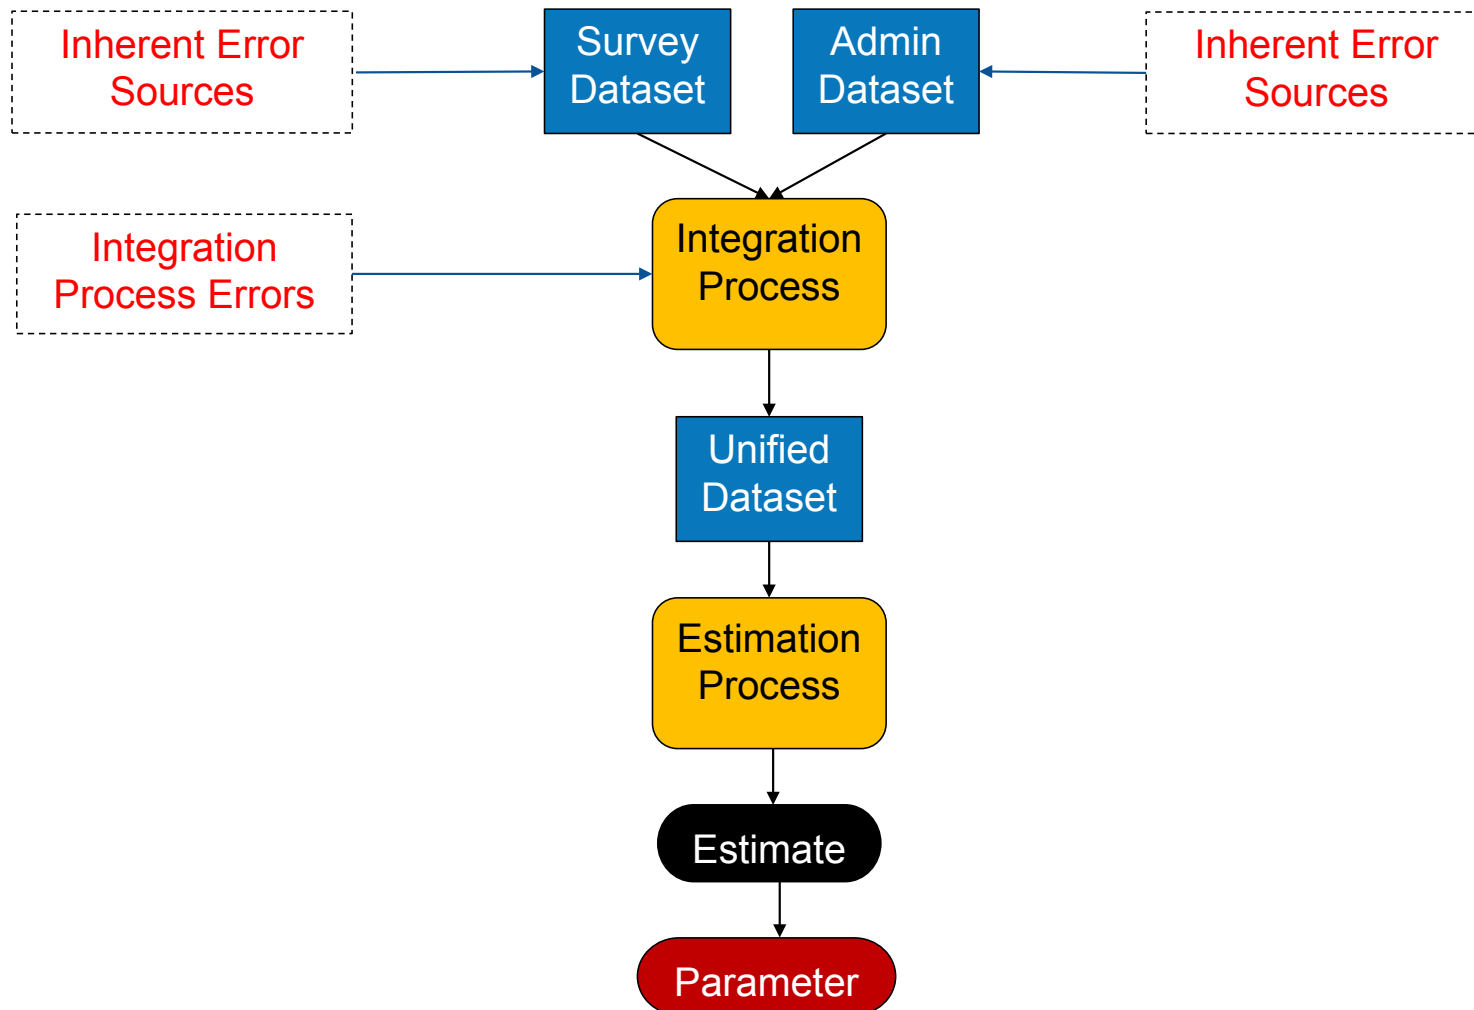 Inherent Error
Sources
Survey
Dataset
Admin
Dataset
Inherent Error
Sources
Integration
Process Errors
Integration
Process
Unified
Dataset
Estimation
Process
Estimate
Parameter